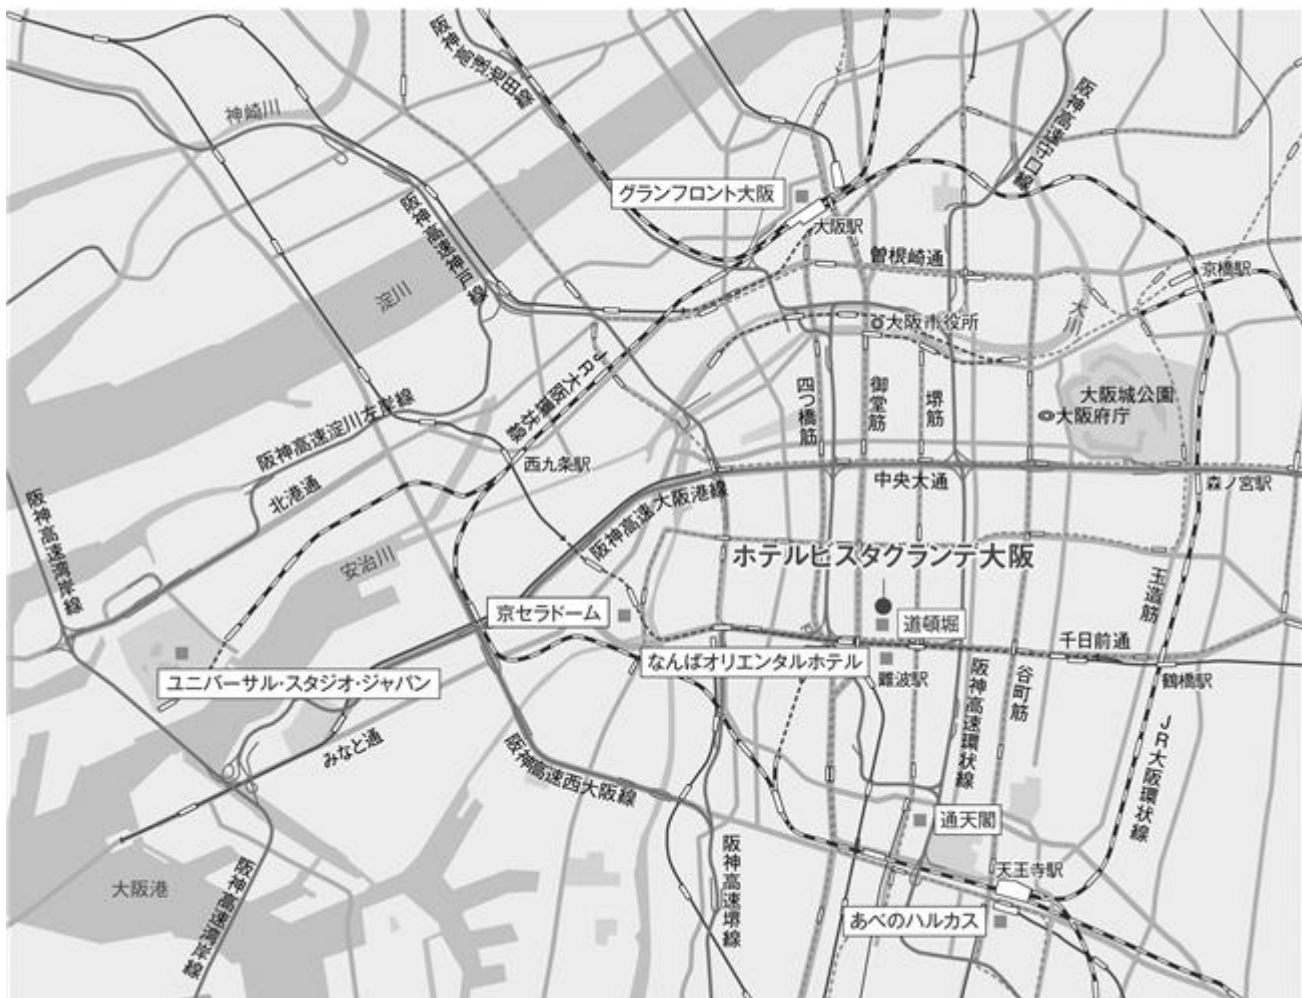 阪神高速池田線
神崎川
阪神高速守口線
グランフロント大阪
大阪駅
阪神高速神戸線
曽根崎通
京橋駅
淀川
大川
大阪市役所
JR大阪環状線
四つ橋筋
御堂筋
堺筋
大阪城公園
大阪府庁
阪神高速淀川左岸線
西九条駅
北港通
阪神高速大阪港線
中央大通
森ノ宮駅
阪神高速湾岸線
安治川
ホテルビスタグランデ大阪
玉造筋
京セラドーム
道頓堀
千日前通
なんばオリエンタルホテル
難波駅
阪神高速環状線
谷町筋
鶴橋駅
ユニバーサル・スタジオ・ジャパン
みなと通
阪神高速西大阪線
JR大阪環状線
通天閣
阪神高速堺線
天王寺駅
大阪港
阪神高速湾岸線
あべのハルカス